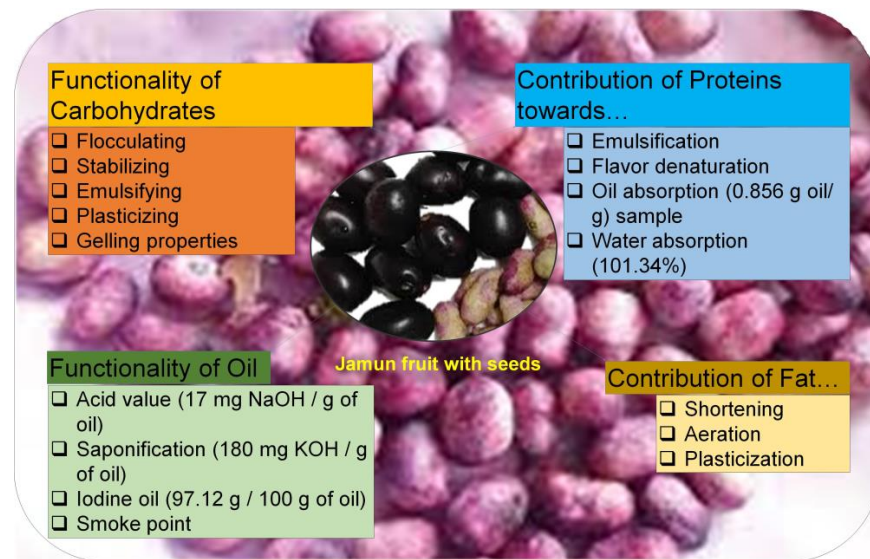 Functionality of
Carbohydrates
❑ Flocculating
❑ Stabilizing
❑ Emulsifying
❑ Plasticizing
❑ Gelling properties
Contribution of Proteins
towards…
❑ Emulsification
❑ Flavor denaturation
❑ Oil absorption (0.856 g oil/
g) sample
❑ Water absorption
(101.34%)
Jamun fruit with seeds
Functionality of Oil
❑ Acid value (17 mg NaOH / g of
oil)
❑ Saponification (180 mg KOH / g
of oil)
❑ Iodine oil (97.12 g / 100 g of oil)
❑ Smoke point
Contribution of Fat…
❑ Shortening
❑ Aeration
❑ Plasticization